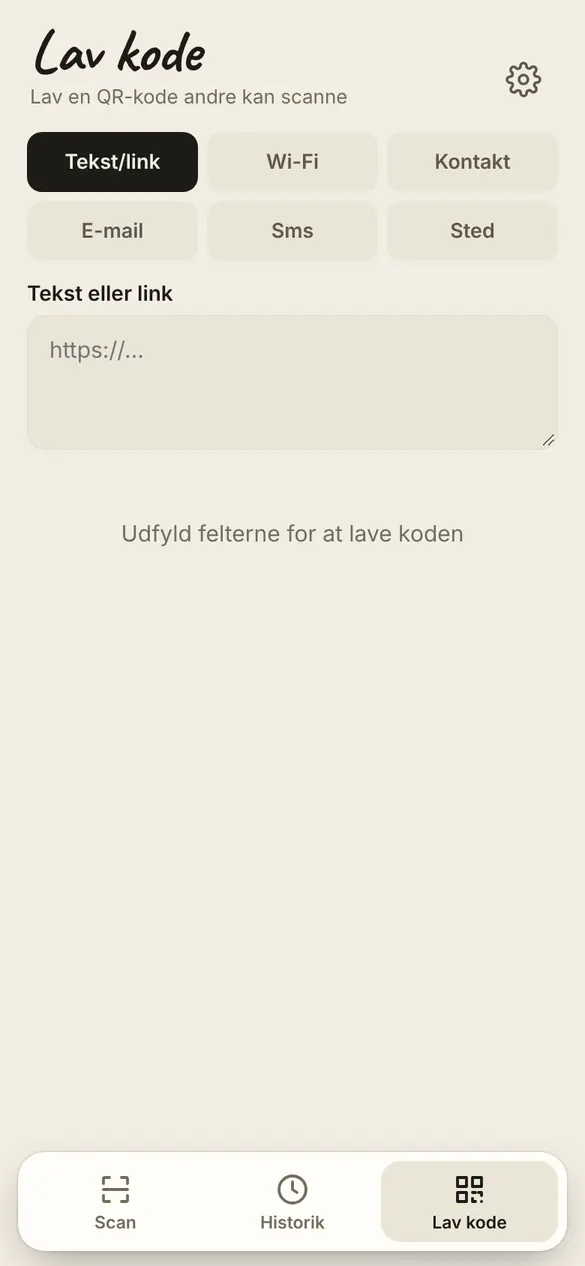 Lav kode
Lav en QR-kode andre kan scanne
Tekst/link
Wi-Fi
Kontakt
E-mail
Sms
Sted
Tekst eller link
https://...
Udfyld felterne for at lave koden
Scan
Historik
Lav kode